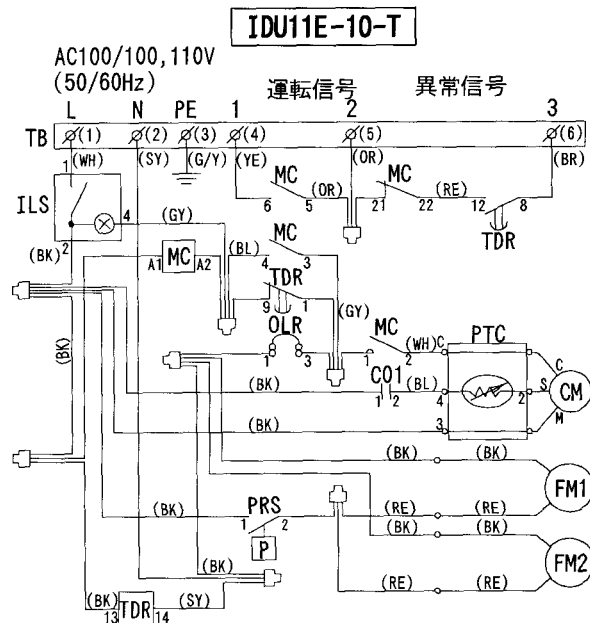 IDU11E-10-T
AC100/100,110V
(50/60Hz)
運転信号 異常信号
L N PE 1 2 3
TB (1) (2) (3) (4) (5) (6)
1 (WH) (SY) (G/Y) (YE) (OR) (BR)
MC (OR) MC (RE)
6 5 21 22 12 8
TDR
ILS 4 (GY)
(BK) 2 A1 MC A2 (BL) MC
4 3
TDR
9 1
(GY)
OLR MC
1 3 1 2 (WH) C PTC
(BK) C01 (BL) C
1 2 4 2 S CM
(BK) 3 M
(BK)
(BK) (BK)
FM1
(BK) PRS (RE) (RE)
1 2
P
(BK) (BK)
FM2
(BK) (RE) (RE)
(BK) TDR (SY)
13 14